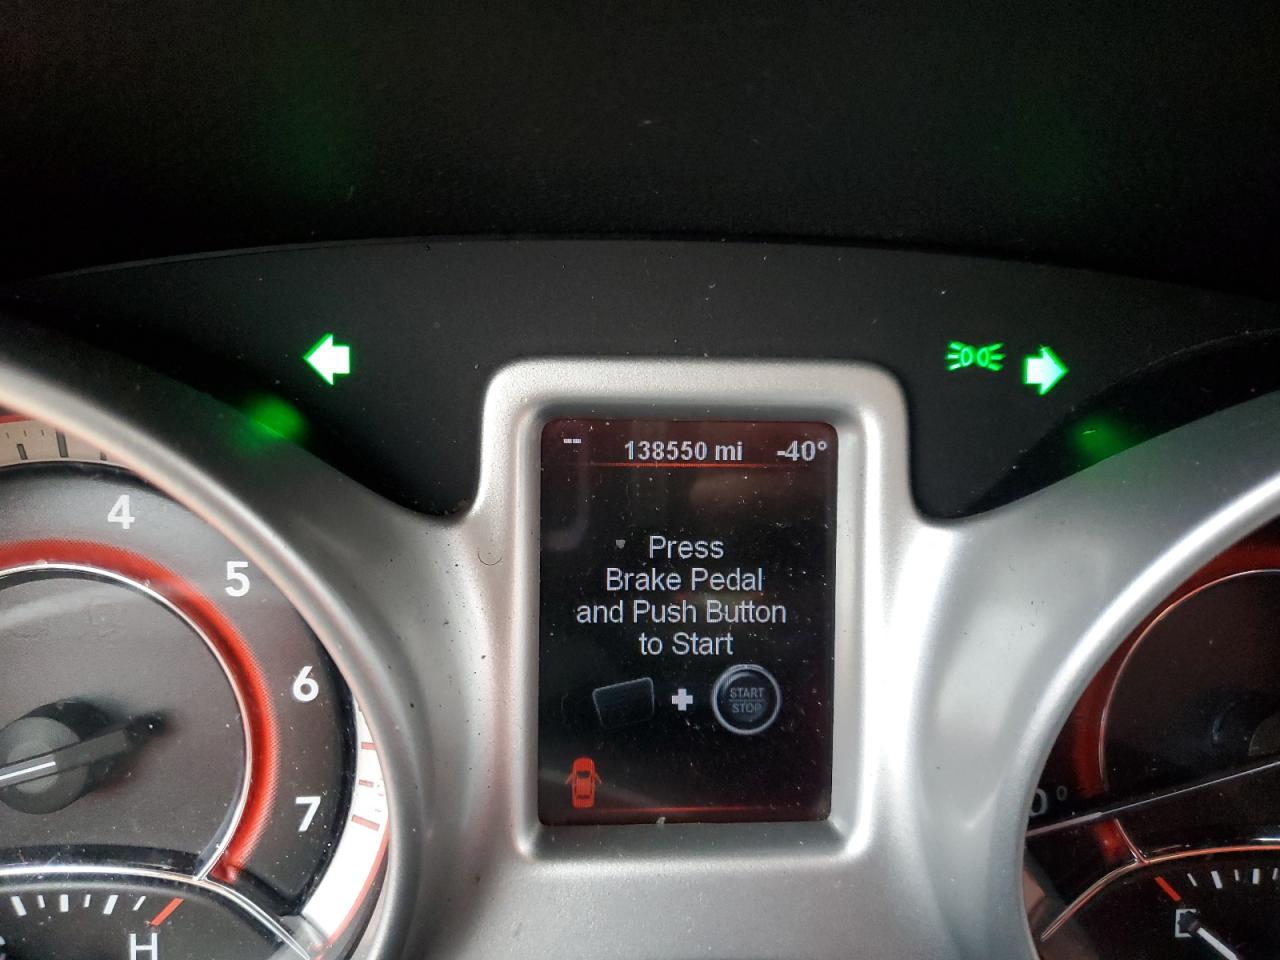 -- 138550 mi -40°
Press
Brake Pedal
and Push Button
to Start
START
STOP
4
5
6
7
H
E